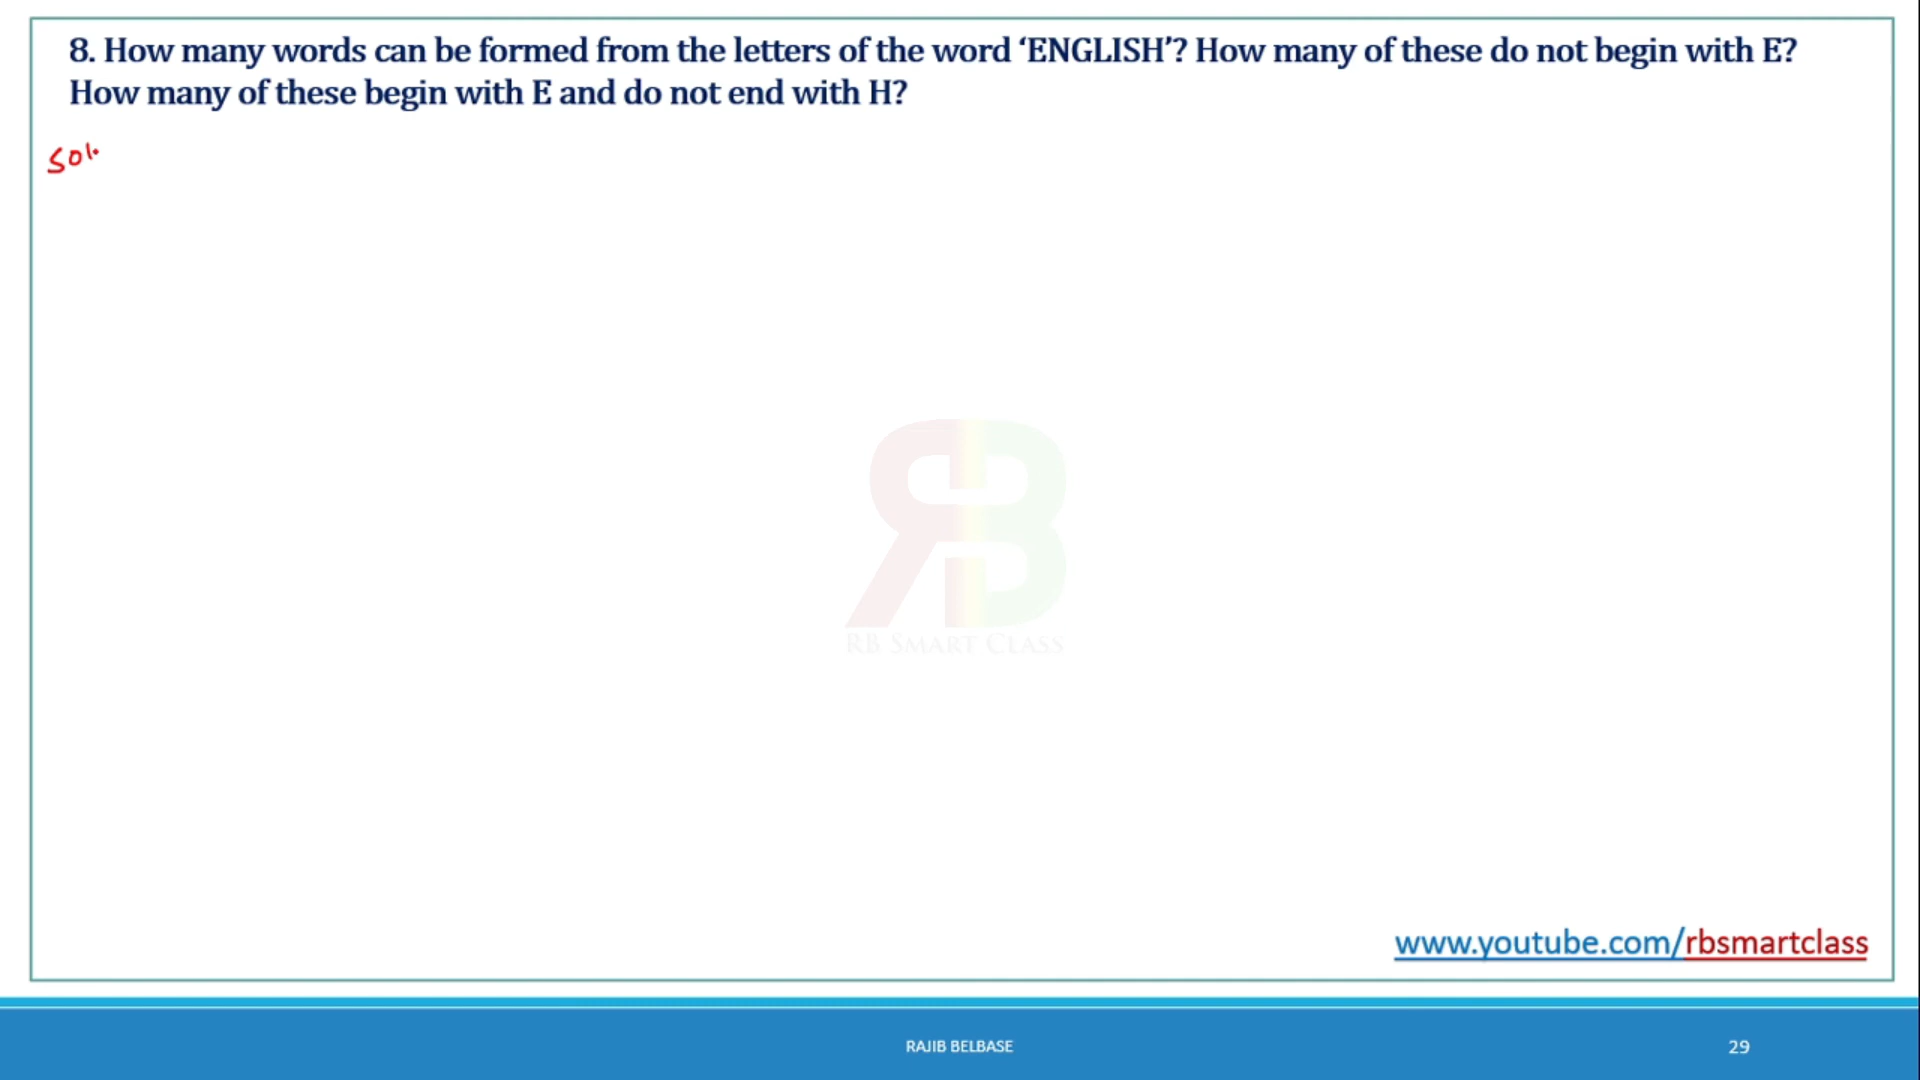 8. How many words can be formed from the letters of the word ‘ENGLISH’? How many of these do not begin with E?
How many of these begin with E and do not end with H?
Sol.
RB SMART CLASS
www.youtube.com/rbsmartclass
RAJIB BELBASE
29